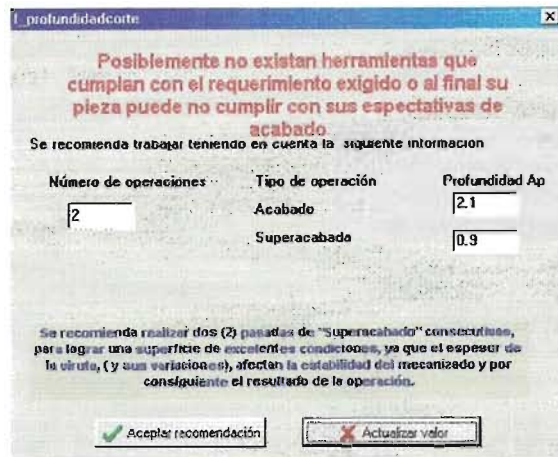 f_profundidadcorte
Posiblemente no existan herramientas que
cumplan con el requerimiento exigido o al final su
pieza puede no cumplir con sus espectativas de
acabado
Se recomienda trabajar teniendo en cuenta la siguiente información
Número de operaciones Tipo de operación Profundidad Ap
2 Acabado 2.1
Superacabada 0.9
Se recomienda realizar dos (2) pasadas de "Superacabado" consecutivas,
para lograr una superficie de excelentes condiciones, ya que el espesor de
la viruta, ( y sus variaciones), afectan la estabilidad del mecanizado y por
consiguiente el resultado de la operación.
Aceptar recomendación Actualizar valor